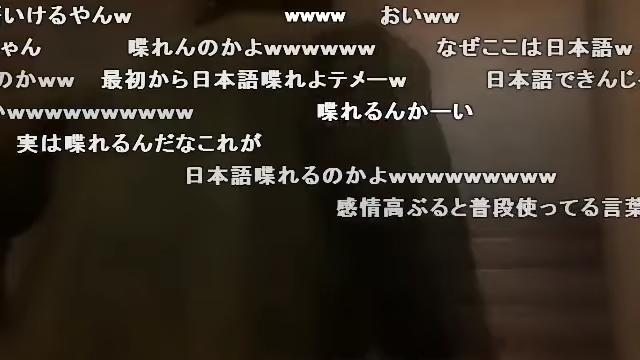 いけるやんw wwww おいww
ゃん 喋れんのかよwwwwww なぜここは日本語w
のかww 最初から日本語喋れよテメーw 日本語できんじ
wwwwwwwwww 喋れるんかーい
実は喋れるんだなこれが
日本語喋れるのかよwwwwwwwww
感情高ぶると普段使ってる言葉